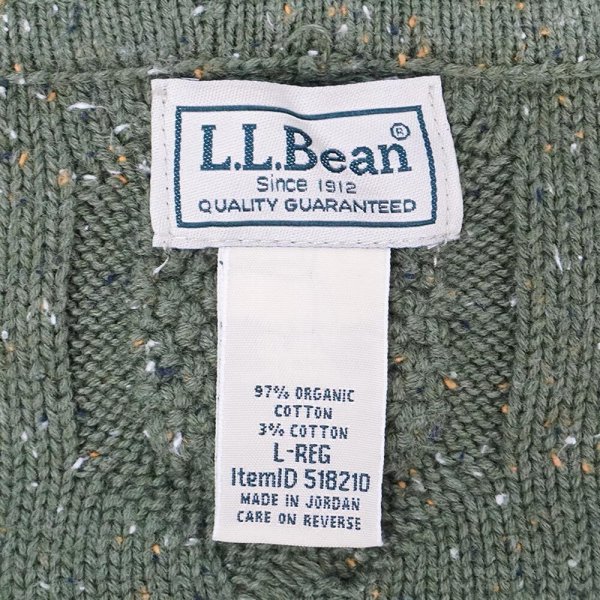 L.L.Bean®
Since 1912
QUALITY GUARANTEED
97% ORGANIC
COTTON
3% COTTON
L-REG
ItemID 518210
MADE IN JORDAN
CARE ON REVERSE